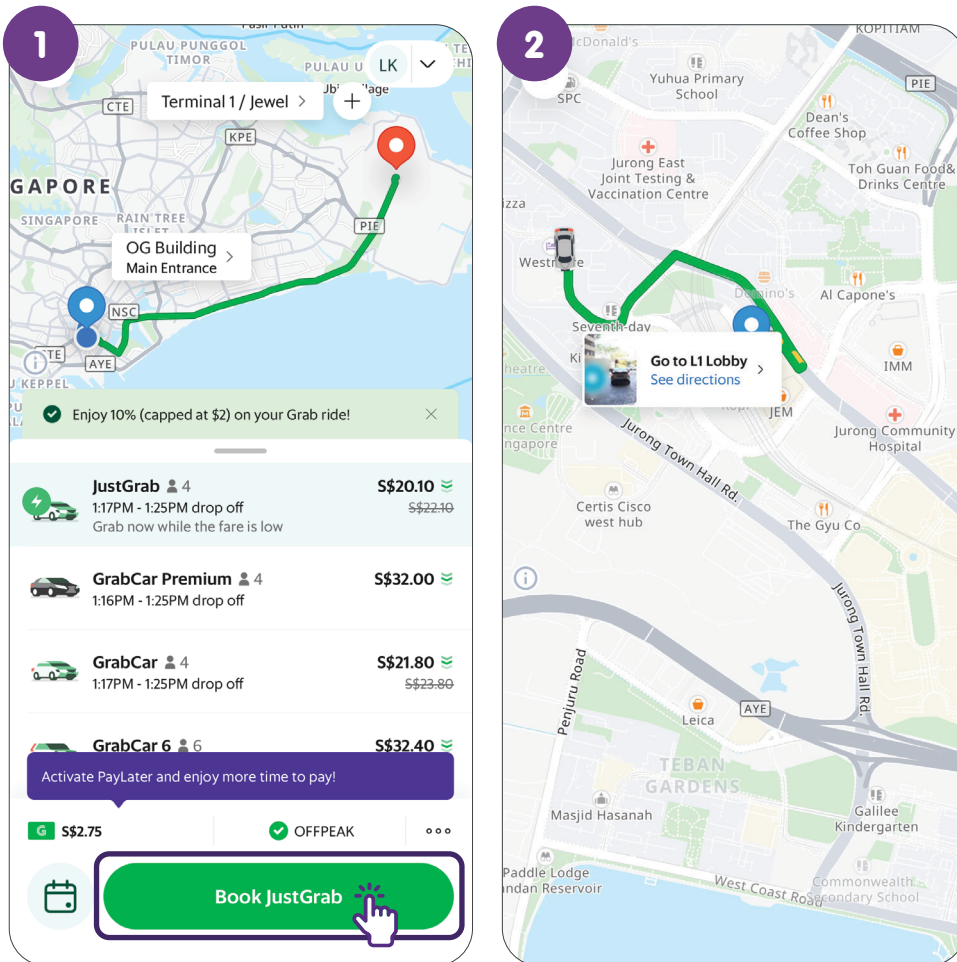 1
PULAU PUNGGOL
TIMOR
PULAU U
LK
CTE
Terminal 1 / Jewel
KPE
GAPORE
SINGAPORE
RAIN TREE
ISLET
PIE
OG Building
Main Entrance
NSC
AYE
KEPPEL
Enjoy 10% (capped at $2) on your Grab ride!
JustGrab 4
S$20.10
1:17PM - 1:25PM drop off
S$22.10
Grab now while the fare is low
GrabCar Premium 4
S$32.00
1:16PM - 1:25PM drop off
GrabCar 4
S$21.80
1:17PM - 1:25PM drop off
S$23.80
GrabCar 6 6
S$32.40
Activate PayLater and enjoy more time to pay!
G S$2.75
OFFPEAK
Book JustGrab
2
KOPITIAM
cDonald's
Yuhua Primary
School
SPC
PIE
Dean's
Coffee Shop
Jurong East
Joint Testing &
Vaccination Centre
Toh Guan Food&
Drinks Centre
izza
Westm
Domino's
Al Capone's
Seventh-day
Go to L1 Lobby
See directions
IMM
JEM
nce Centre
ngapore
Jurong Community
Hospital
Jurong Town Hall Rd.
Certis Cisco
west hub
The Gyu Co
Jurong Town Hall Rd.
Penjuru Road
Leica
AYE
TEBAN
GARDENS
Masjid Hasanah
Galilee
Kindergarten
Paddle Lodge
ndan Reservoir
West Coast Road
Commonwealth
Secondary School